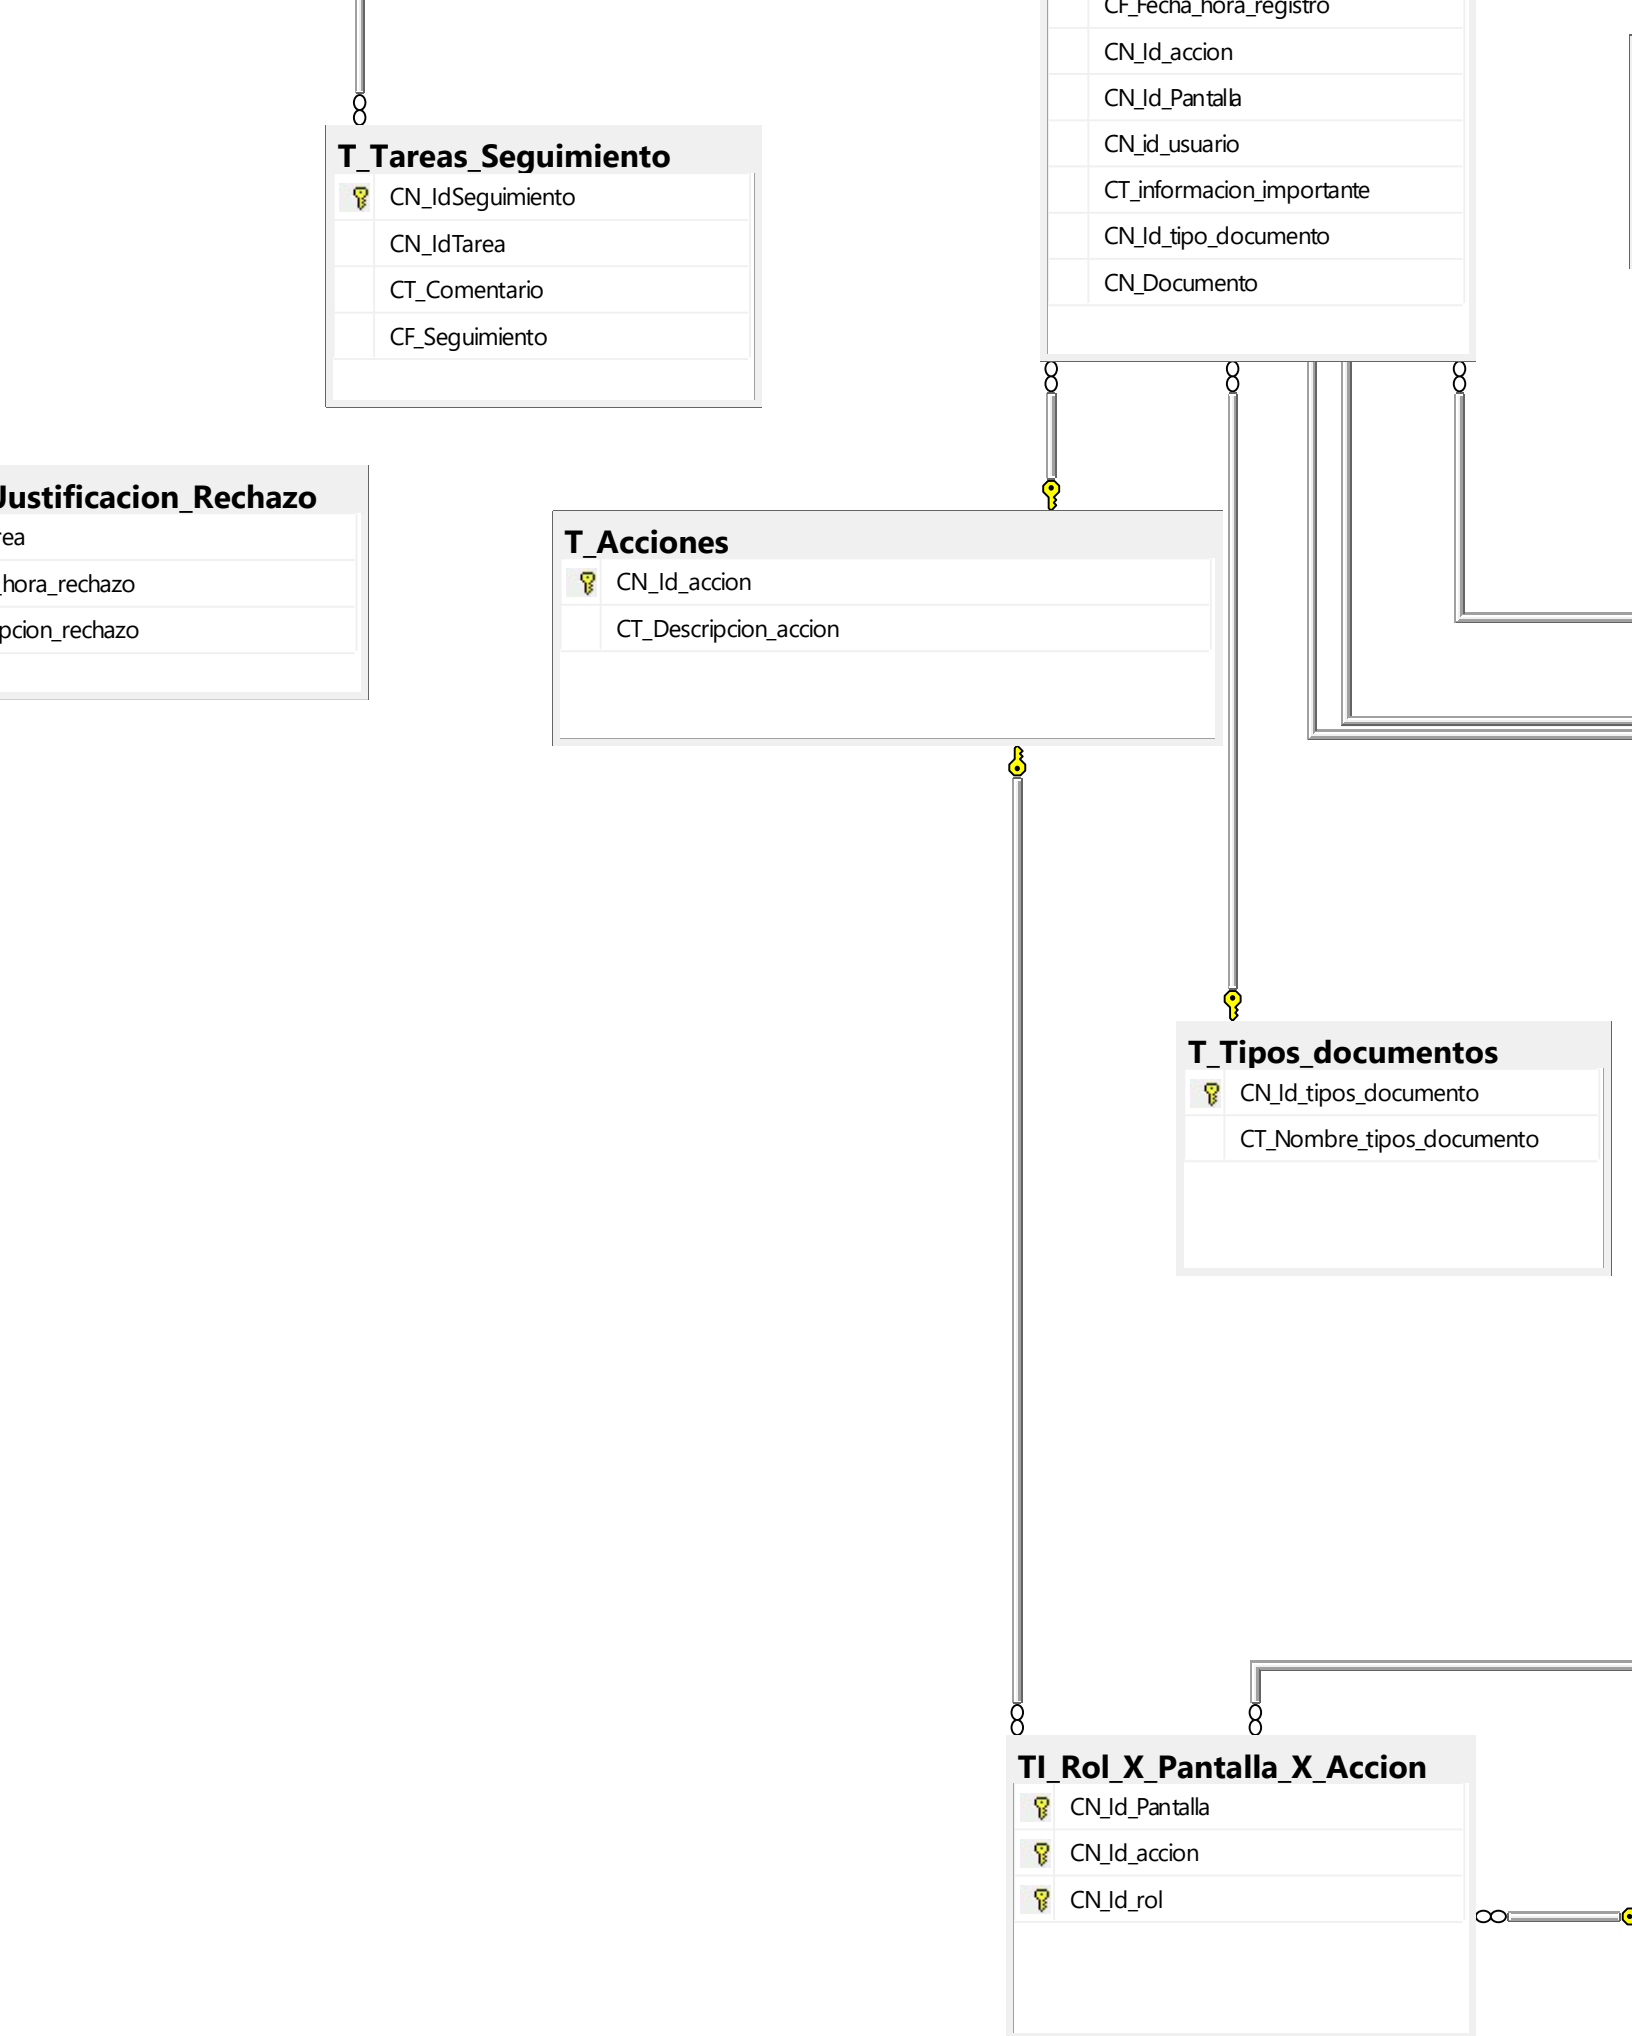 CF_Fecha_hora_registro
CN_Id_accion
CN_Id_Pantalla
CN_id_usuario
CT_informacion_importante
CN_Id_tipo_documento
CN_Documento
T_Tareas_Seguimiento
CN_IdSeguimiento
CN_IdTarea
CT_Comentario
CF_Seguimiento
Justificacion_Rechazo
rea
_hora_rechazo
pcion_rechazo
T_Acciones
CN_Id_accion
CT_Descripcion_accion
T_Tipos_documentos
CN_Id_tipos_documento
CT_Nombre_tipos_documento
TI_Rol_X_Pantalla_X_Accion
CN_Id_Pantalla
CN_Id_accion
CN_Id_rol